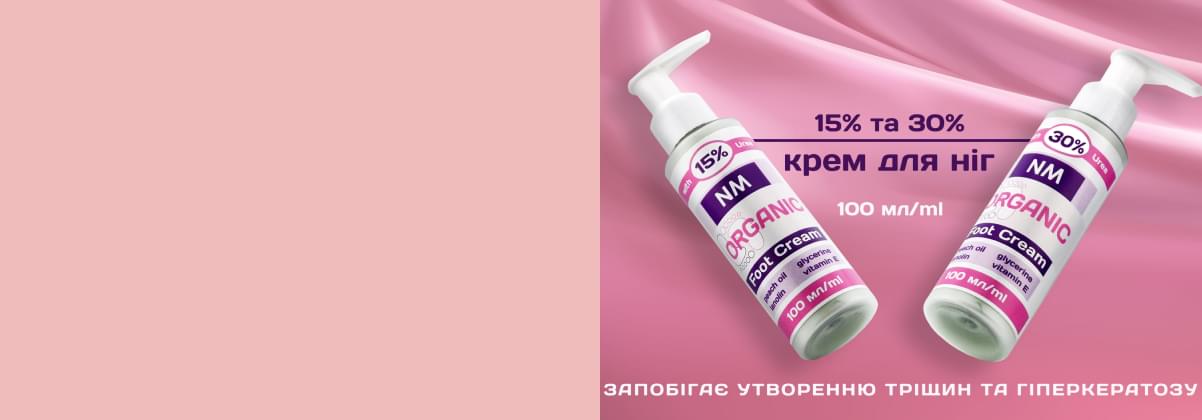 15% та 30%
крем для ніг
100 мл/ml
with 15% Urea
NM
ORGANIC
Foot Cream
peach oil
lanolin
glycerine
vitamin E
100 мл/ml
30% Urea
NM
ORGANIC
Foot Cream
peach oil
lanolin
glycerine
vitamin E
100 мл/ml
ЗАПОБІГАЄ УТВОРЕННЮ ТРІЩИН ТА ГІПЕРКЕРАТОЗУ